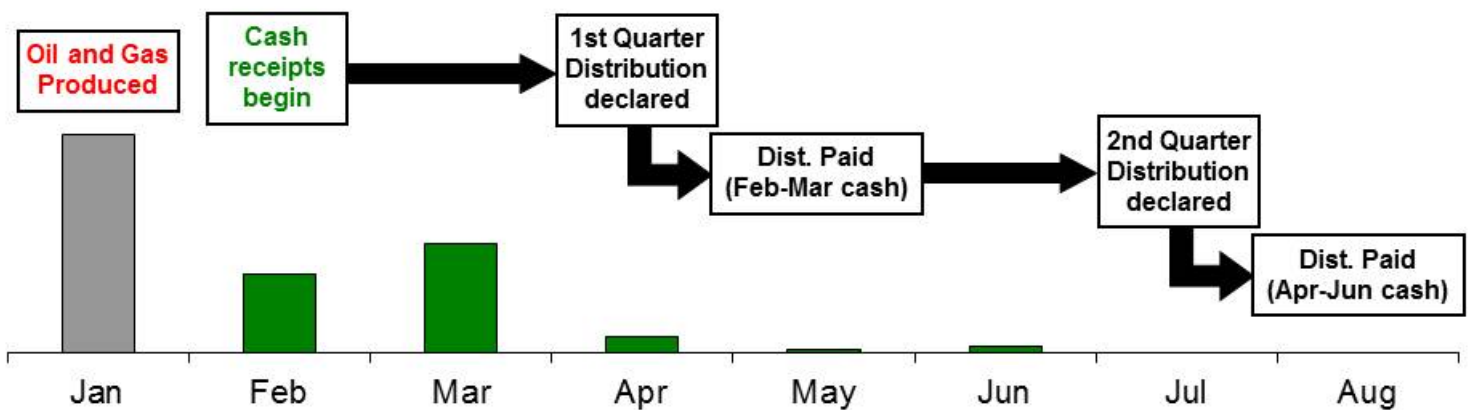 Oil and Gas
Produced
Cash
receipts
begin
1st Quarter
Distribution
declared
Dist. Paid
(Feb-Mar cash)
2nd Quarter
Distribution
declared
Dist. Paid
(Apr-Jun cash)
Jan
Feb
Mar
Apr
May
Jun
Jul
Aug